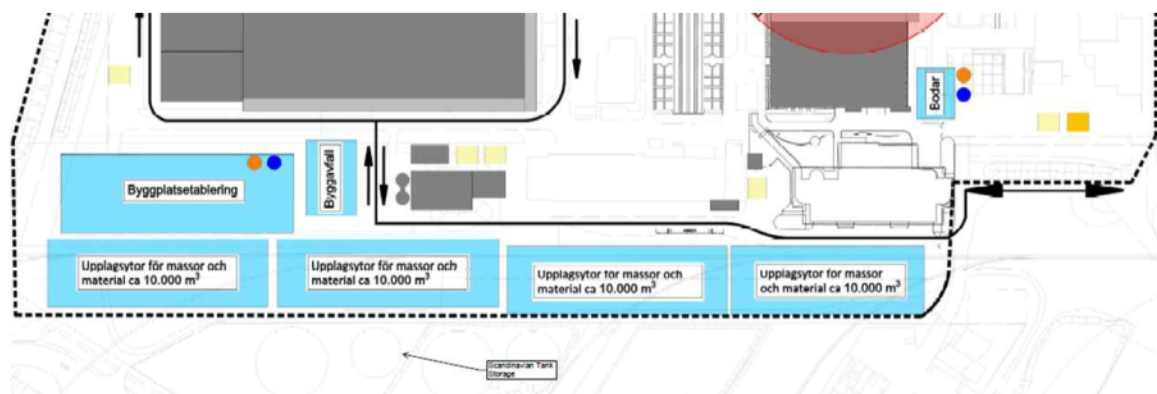 Bodar
Byggavfall
Byggplatsetablering
Upplagsytor för massor och
material ca 10.000 m³
Upplagsytor för massor och
material ca 10.000 m³
Upplagsytor for massor och
material ca 10.000 m³
Upplagsytor for massor
och material ca 10.000 m³
Scandinavian Tank
Storage